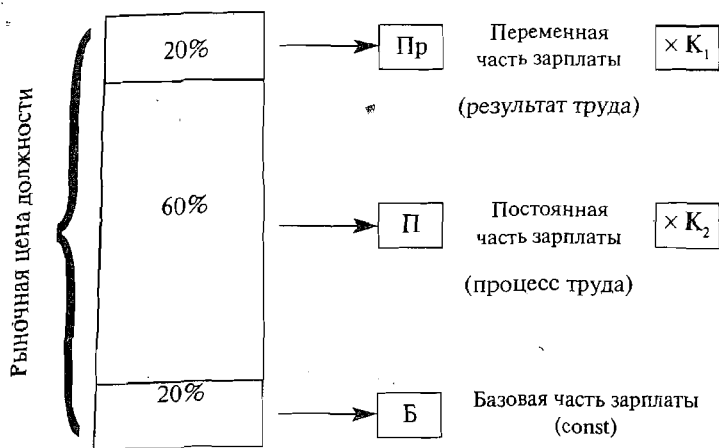 Рыночная цена должности
20%
Пр
Переменная
часть зарплаты
× K₁
(результат труда)
60%
П
Постоянная
часть зарплаты
× K₂
(процесс труда)
20%
Б
Базовая часть зарплаты
(const)